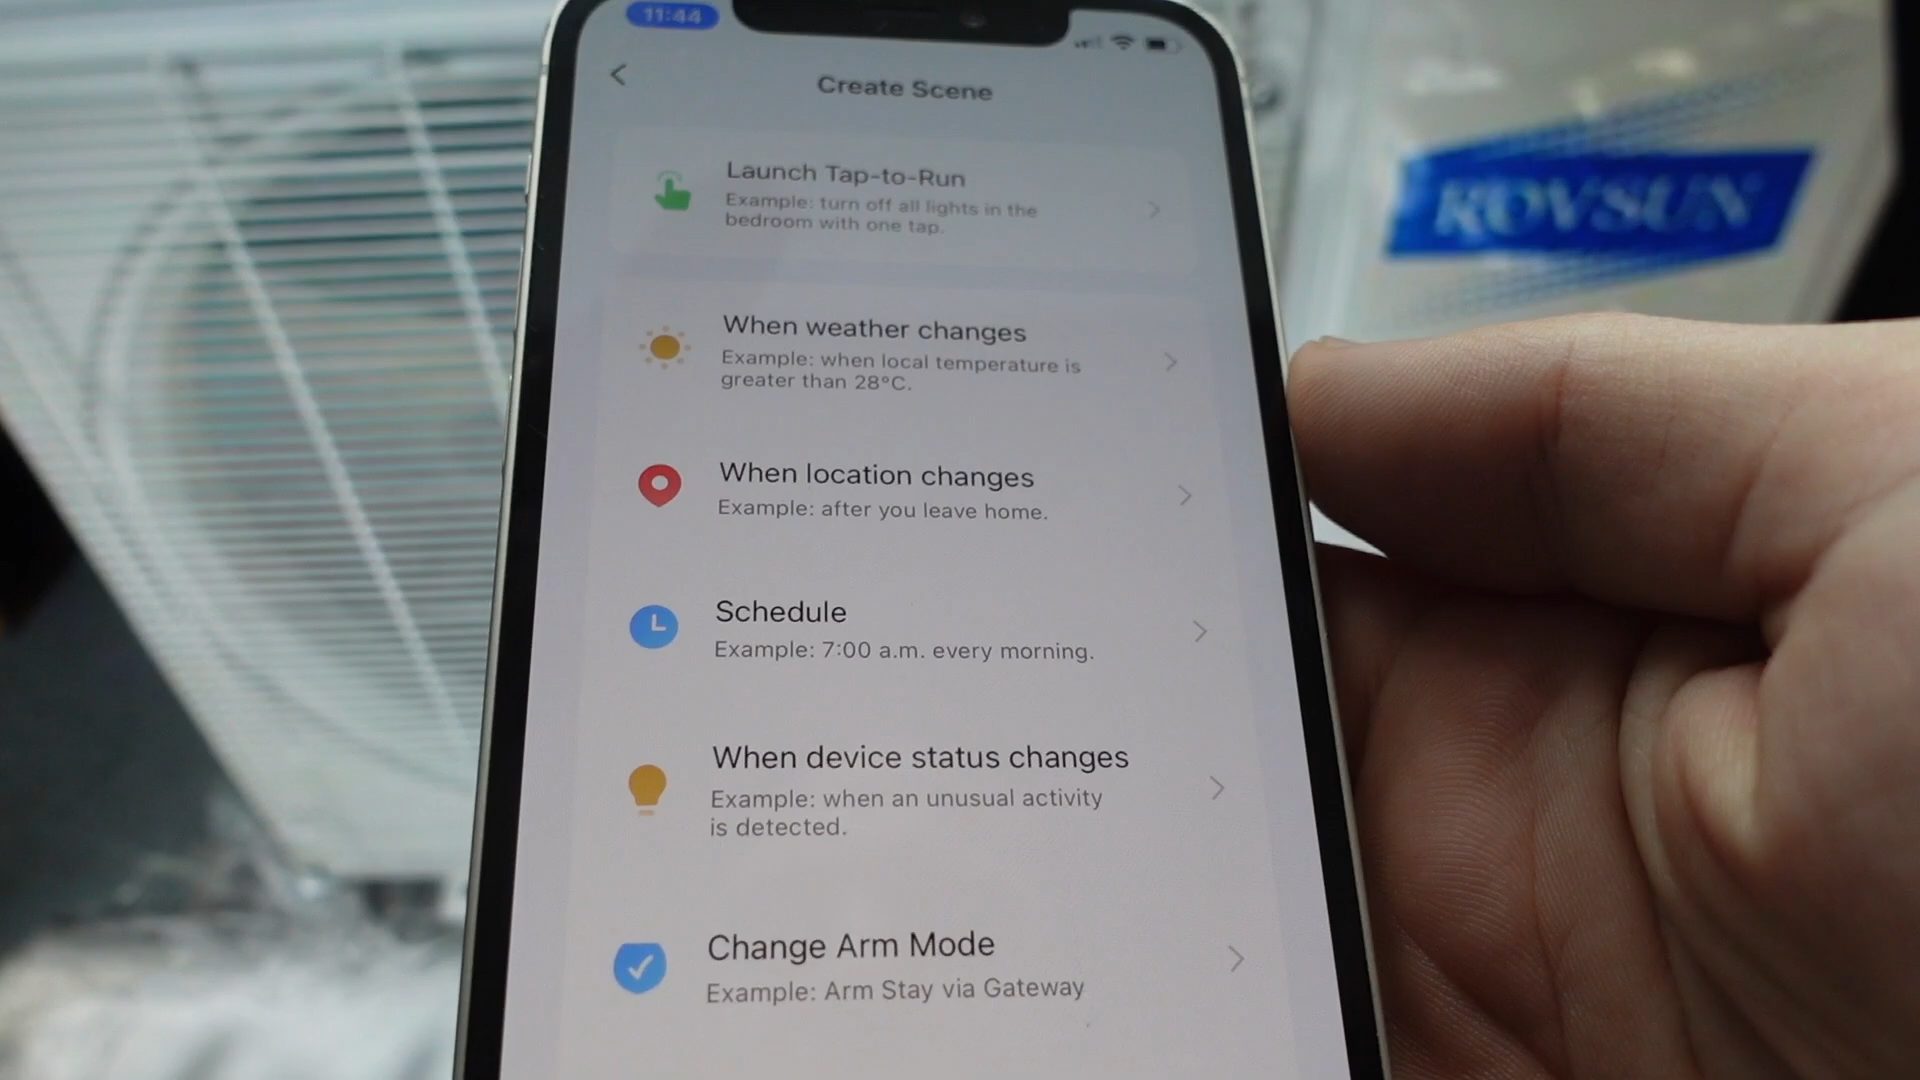 11:44
Create Scene
Launch Tap-to-Run
Example: turn off all lights in the
bedroom with one tap.
When weather changes
Example: when local temperature is
greater than 28°C.
When location changes
Example: after you leave home.
Schedule
Example: 7:00 a.m. every morning.
When device status changes
Example: when an unusual activity
is detected.
Change Arm Mode
Example: Arm Stay via Gateway
ROVSUN